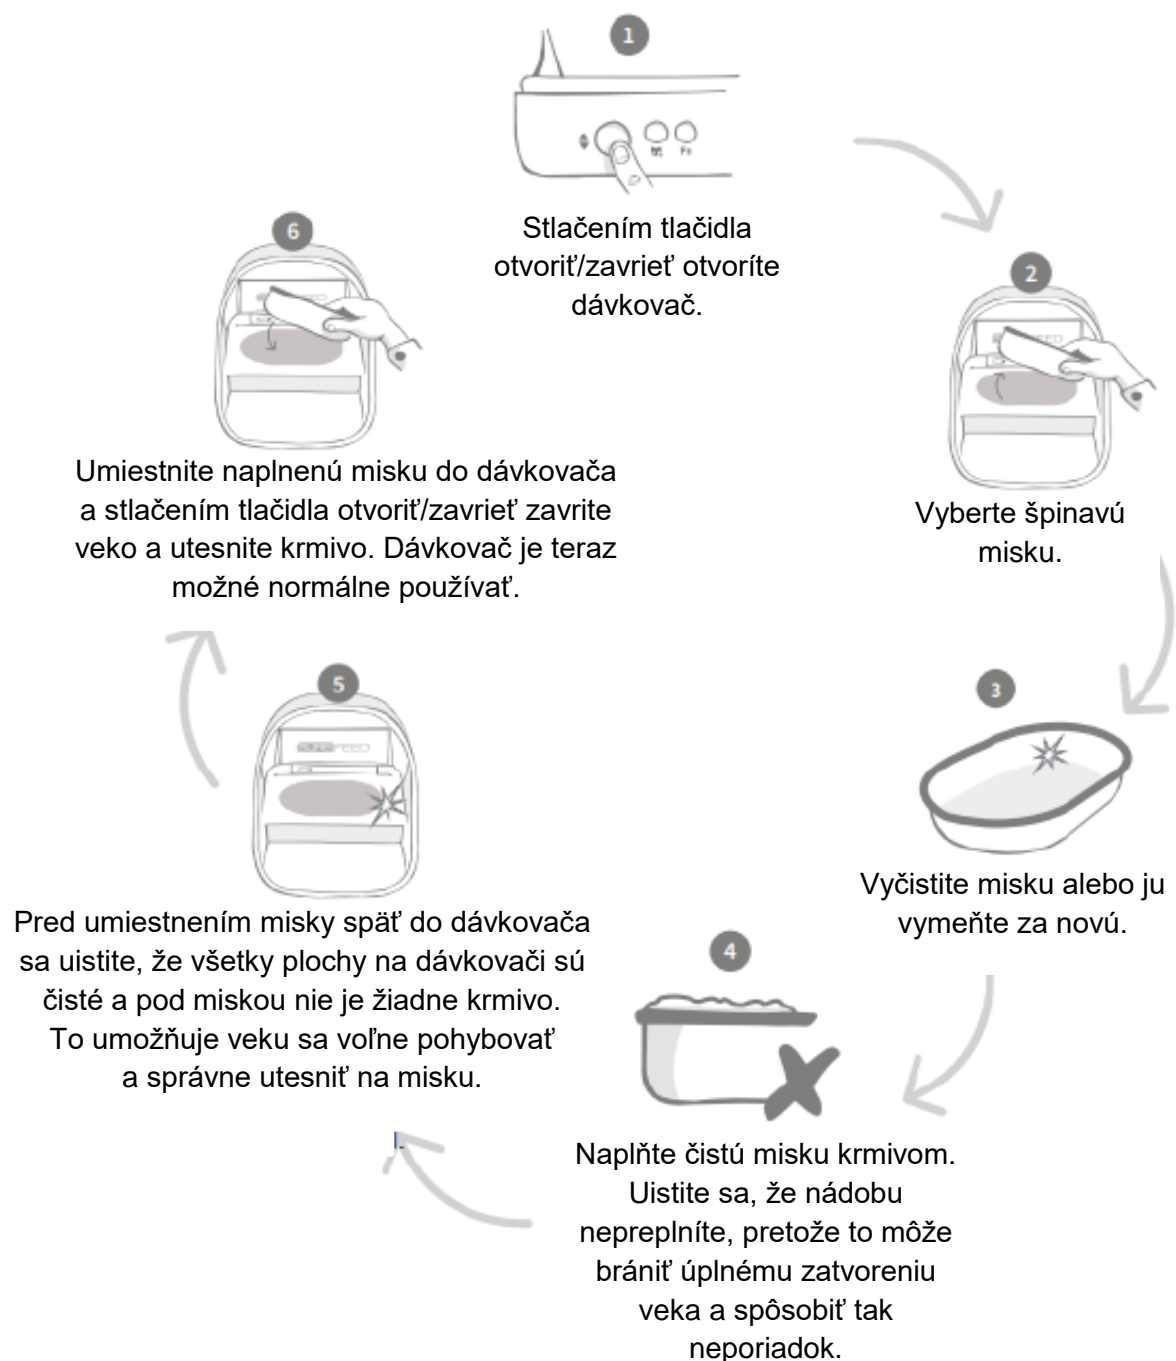 1
Stlačením tlačidla
otvoriť/zavrieť otvoríte
dávkovač.
2
Vyberte špinavú
misku.
3
Vyčistite misku alebo ju
vymeňte za novú.
4
Naplňte čistú misku krmivom.
Uistite sa, že nádobu
nepreplníte, pretože to môže
brániť úplnému zatvoreniu
veka a spôsobiť tak
neporiadok.
5
SUREFEED
Pred umiestnením misky späť do dávkovača
sa uistite, že všetky plochy na dávkovači sú
čisté a pod miskou nie je žiadne krmivo.
To umožňuje veku sa voľne pohybovať
a správne utesniť na misku.
6
Umiestnite naplnenú misku do dávkovača
a stlačením tlačidla otvoriť/zavrieť zavrite
veko a utesnite krmivo. Dávkovač je teraz
možné normálne používať.